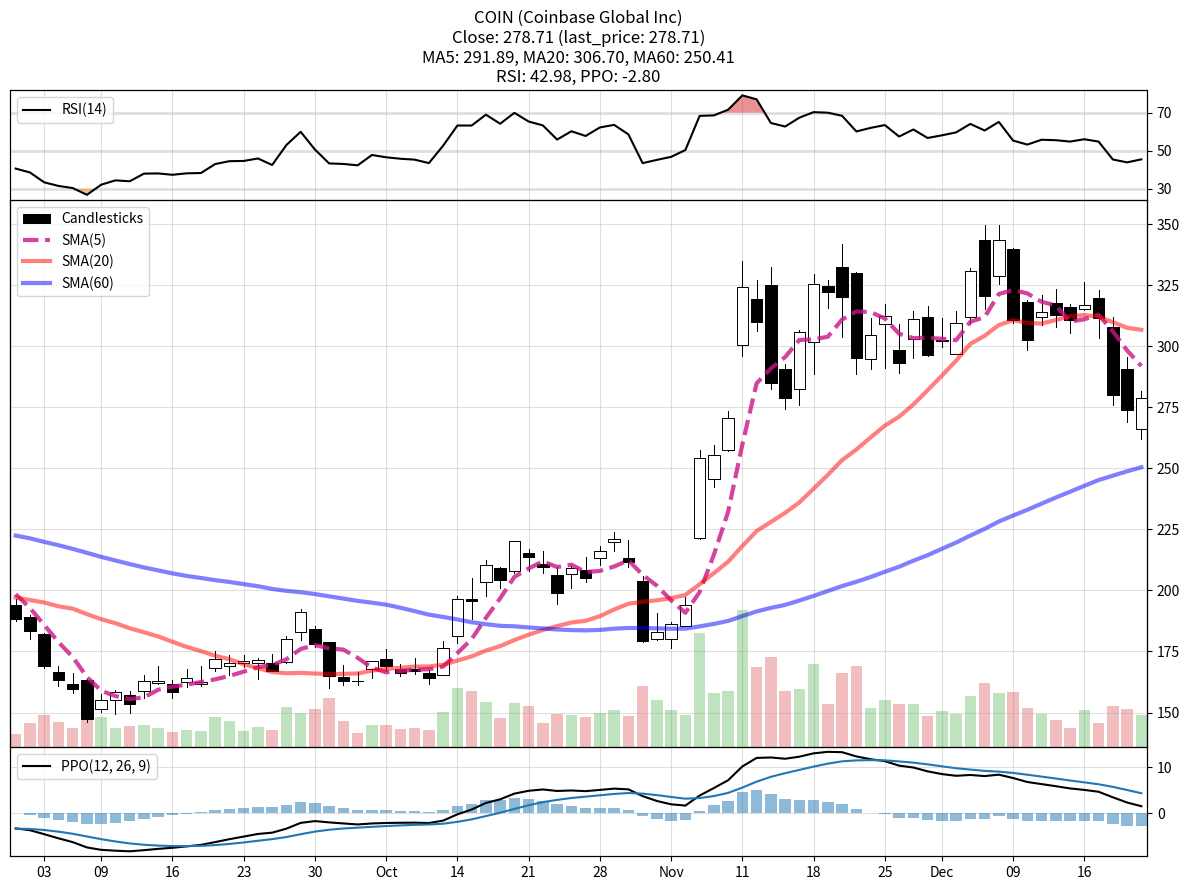 COIN (Coinbase Global Inc)
Close: 278.71 (last_price: 278.71)
MA5: 291.89, MA20: 306.70, MA60: 250.41
RSI: 42.98, PPO: -2.80
RSI(14)
70
50
30
Candlesticks
SMA(5)
SMA(20)
SMA(60)
350
325
300
275
250
225
200
175
150
PPO(12, 26, 9)
10
0
03 09 16 23 30 Oct 14 21 28 Nov 11 18 25 Dec 09 16